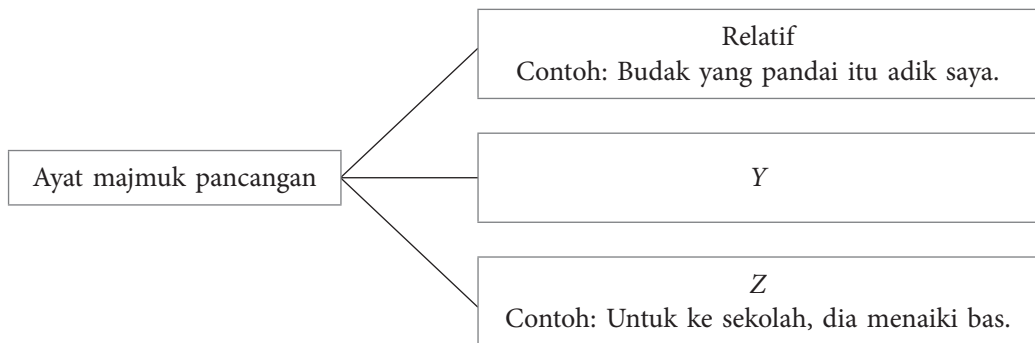 Relatif
Contoh: Budak yang pandai itu adik saya.
Ayat majmuk pancangan
Y
Z
Contoh: Untuk ke sekolah, dia menaiki bas.